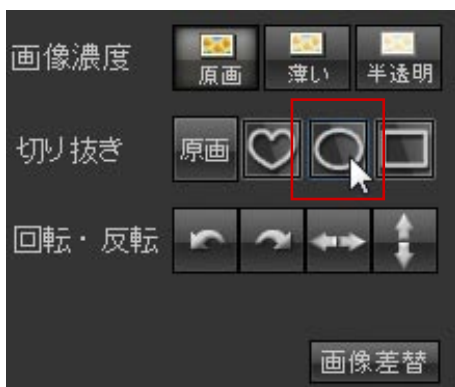 画像濃度 原画 薄い 半透明
切り抜き 原画
回転・反転
画像差替